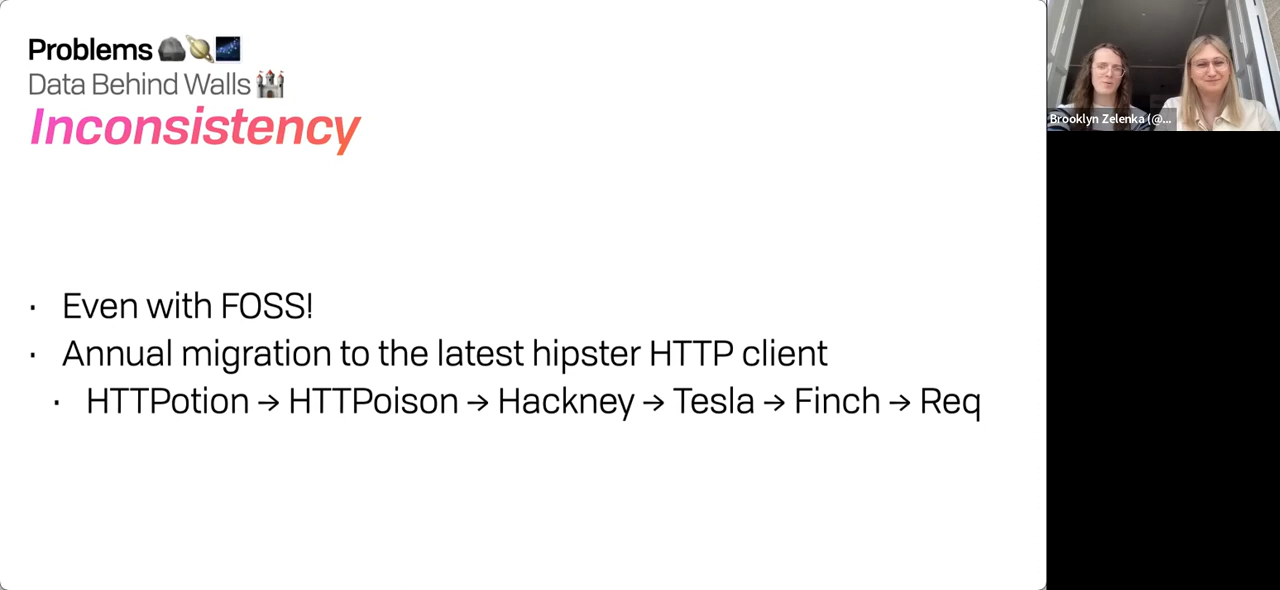 Problems 🪨🪐🌌
Data Behind Walls 🏰
Inconsistency
· Even with FOSS!
· Annual migration to the latest hipster HTTP client
· HTTPotion → HTTPoison → Hackney → Tesla → Finch → Req
Brooklyn Zelenka (@...